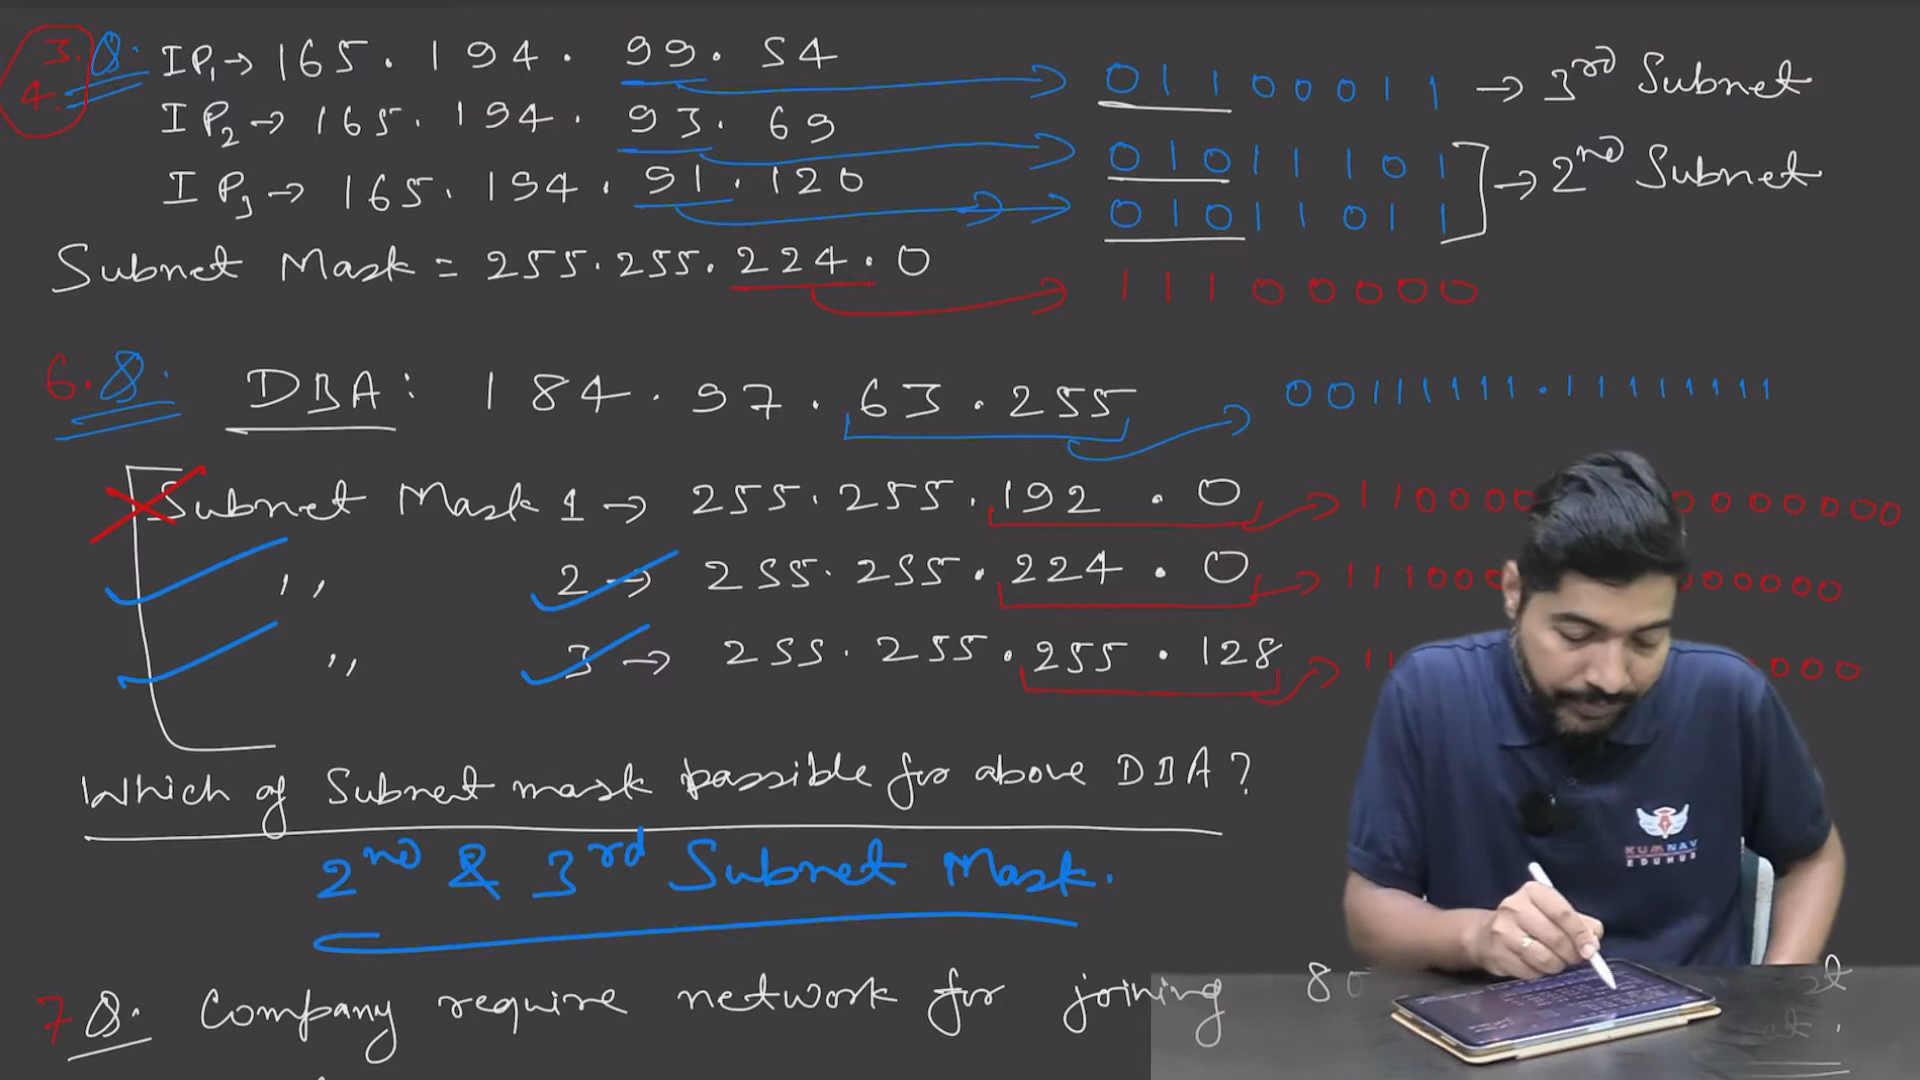 3.
4.
Q. IP1 → 165. 194. 99. 54 → 01100011 → 3rd Subnet
IP2 → 165. 194. 93. 69 → 01011101
IP3 → 165. 194. 91. 120 → 01011011 → 2nd Subnet
Subnet Mask = 255.255.224.0 → 11100000
6. Q. DBA: 184.97.63.255 → 00111111.11111111
Subnet Mask 1 → 255.255.192.0 →
,, 2 → 255.255.224.0 →
,, 3 → 255.255.255.128 →
Which of Subnet mask possible for above DBA?
2nd & 3rd Subnet Mask.
KUMNAV
EDUHUB
7 Q. Company require network for joining